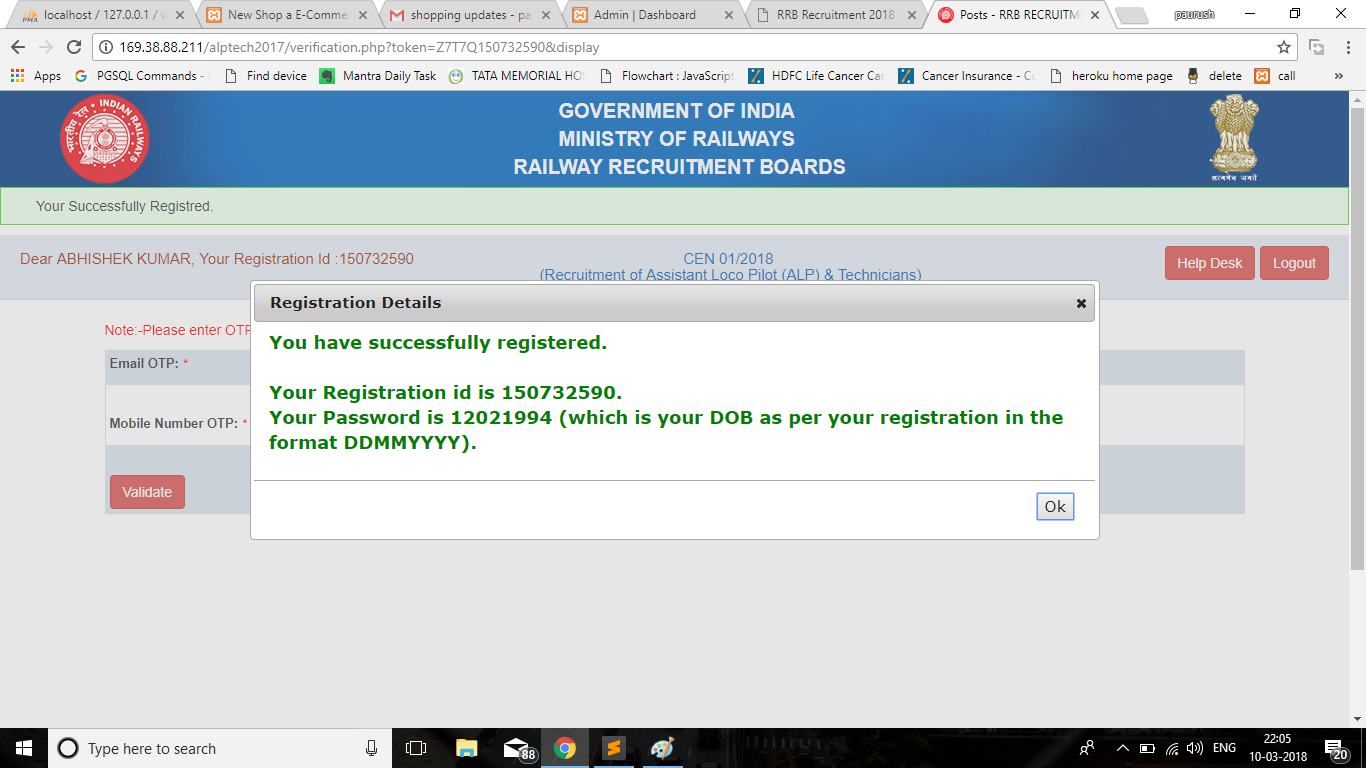 localhost / 127.0.0.1 / v
New Shop a E-Comme
shopping updates - pa
Admin | Dashboard
RRB Recruitment 2018
Posts - RRB RECRUITM
paurush
169.38.88.211/alptech2017/verification.php?token=Z7T7Q150732590&display
Apps
PGSQL Commands -
Find device
Mantra Daily Task
TATA MEMORIAL HO
Flowchart : JavaScript
HDFC Life Cancer Car
Cancer Insurance - Co
heroku home page
delete
call
»
भारतीय रेल
INDIAN RAILWAYS
GOVERNMENT OF INDIA
MINISTRY OF RAILWAYS
RAILWAY RECRUITMENT BOARDS
सत्यमेव जयते
Your Successfully Registred.
Dear ABHISHEK KUMAR, Your Registration Id :150732590
CEN 01/2018
(Recruitment of Assistant Loco Pilot (ALP) & Technicians)
Help Desk
Logout
Registration Details
Note:-Please enter OTP
You have successfully registered.
Email OTP: *
Your Registration id is 150732590.
Your Password is 12021994 (which is your DOB as per your registration in the
format DDMMYYYY).
Mobile Number OTP: *
Validate
Ok
Type here to search
88
ENG
22:05
10-03-2018
20